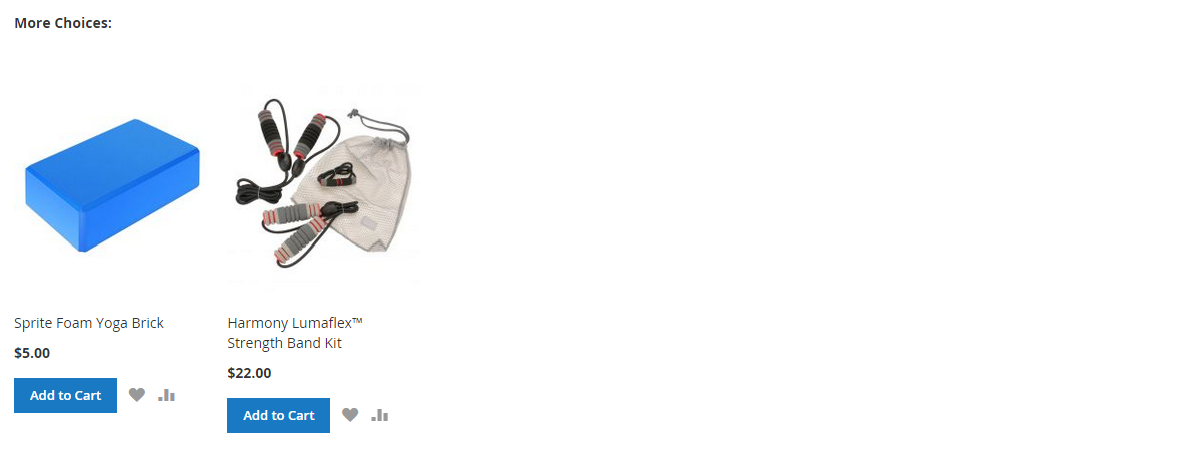 More Choices:
Sprite Foam Yoga Brick
$5.00
Add to Cart
Harmony Lumaflex™
Strength Band Kit
$22.00
Add to Cart